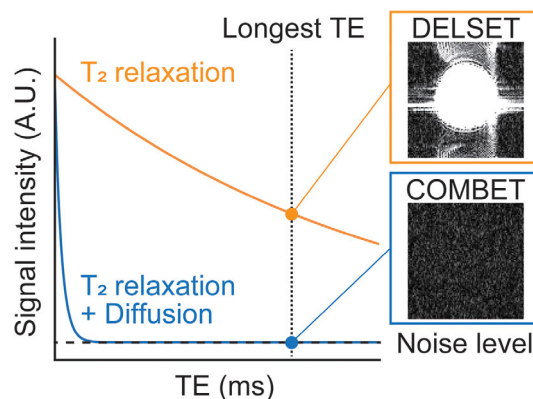 Longest TE
DELSET
T₂ relaxation
COMBET
T₂ relaxation
+ Diffusion
Noise level
Signal intensity (A.U.)
TE (ms)